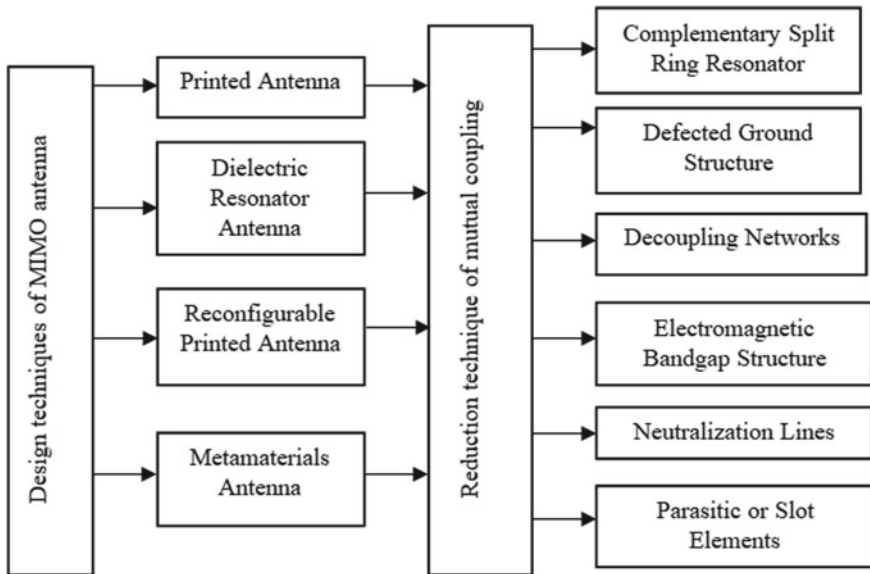 Design techniques of MIMO antenna
Printed Antenna
Dielectric
Resonator
Antenna
Reconfigurable
Printed Antenna
Metamaterials
Antenna
Reduction technique of mutual coupling
Complementary Split
Ring Resonator
Defected Ground
Structure
Decoupling Networks
Electromagnetic
Bandgap Structure
Neutralization Lines
Parasitic or Slot
Elements